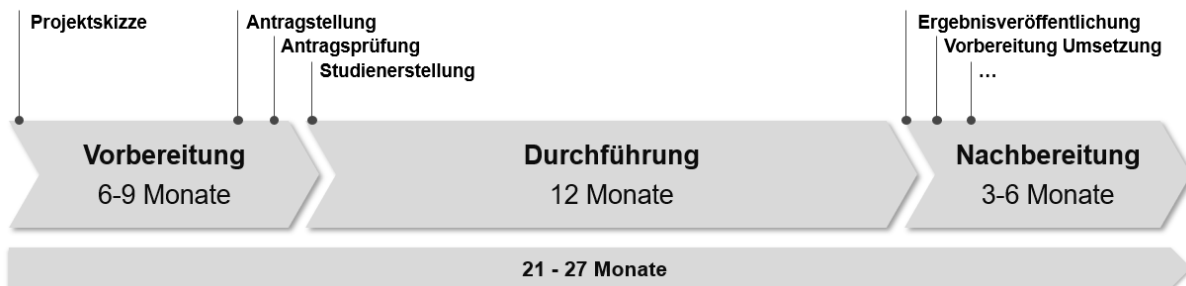 Projektskizze
Antragstellung
Antragsprüfung
Studienerstellung
Ergebnisveröffentlichung
Vorbereitung Umsetzung
...
Vorbereitung
6-9 Monate
Durchführung
12 Monate
Nachbereitung
3-6 Monate
21 - 27 Monate